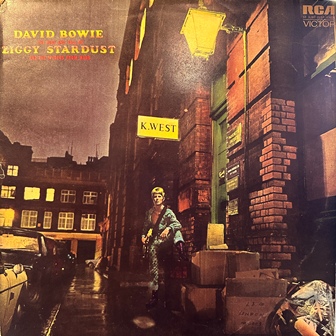 DAVID BOWIE
ZIGGY STARDUST
RCA
VICTOR
K.WEST